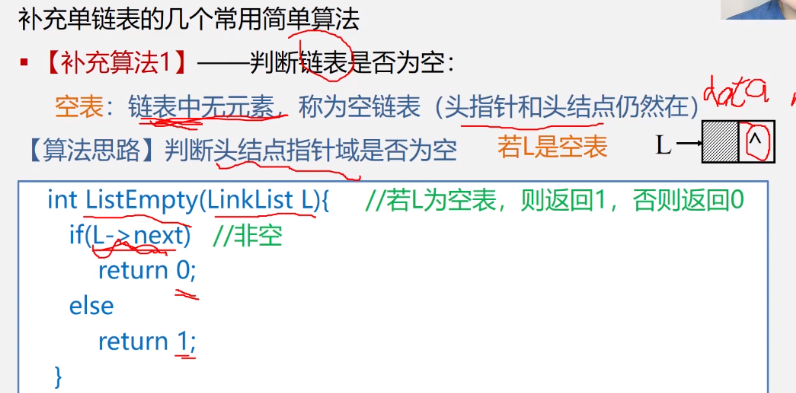 补充单链表的几个常用简单算法
▪ 【补充算法1】——判断链表是否为空：
空表：链表中无元素，称为空链表（头指针和头结点仍然在）
data
【算法思路】判断头结点指针域是否为空 若L是空表 L ^
int ListEmpty(LinkList L){ //若L为空表，则返回1，否则返回0
if(L->next) //非空
return 0;
else
return 1;
}